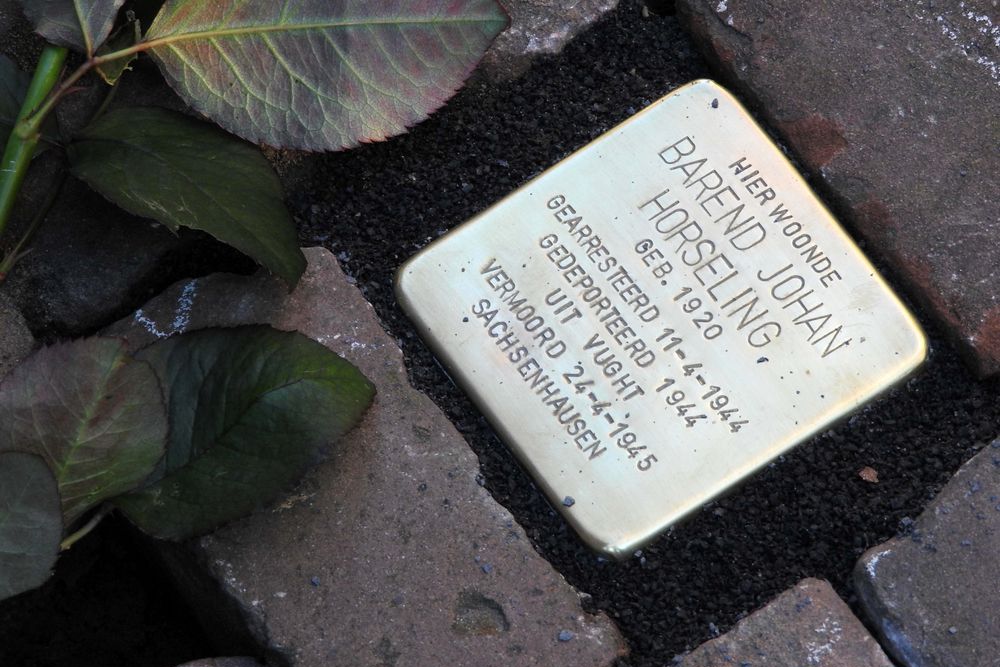 HIER WOONDE
BAREND JOHAN
HORSELING
GEB. 1920
GEARRESTEERD 11-4-1944
GEDEPORTEERD 1944
UIT VUGHT
VERMOORD 24-4-1945
SACHSENHAUSEN